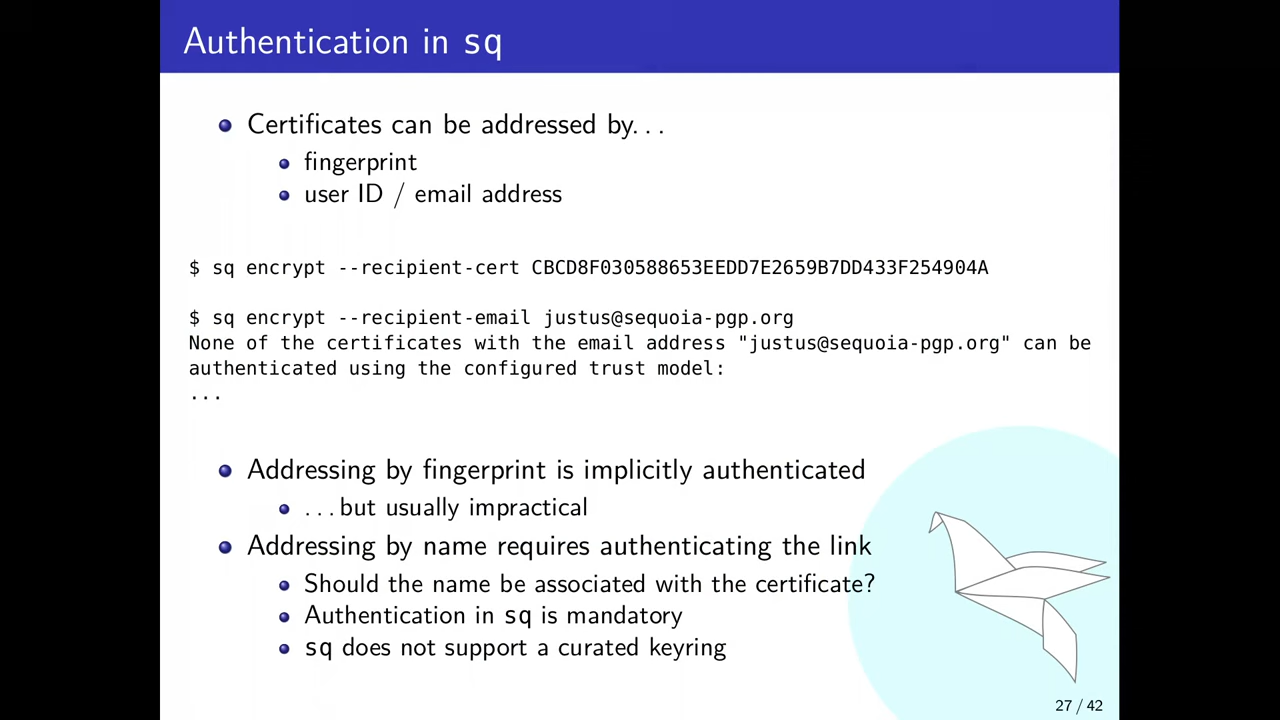 Authentication in sq
Certificates can be addressed by...
fingerprint
user ID / email address
$ sq encrypt --recipient-cert CBCD8F030588653EEDD7E2659B7DD433F254904A
$ sq encrypt --recipient-email justus@sequoia-pgp.org
None of the certificates with the email address "justus@sequoia-pgp.org" can be
authenticated using the configured trust model:
...
Addressing by fingerprint is implicitly authenticated
...but usually impractical
Addressing by name requires authenticating the link
Should the name be associated with the certificate?
Authentication in sq is mandatory
sq does not support a curated keyring
27 / 42